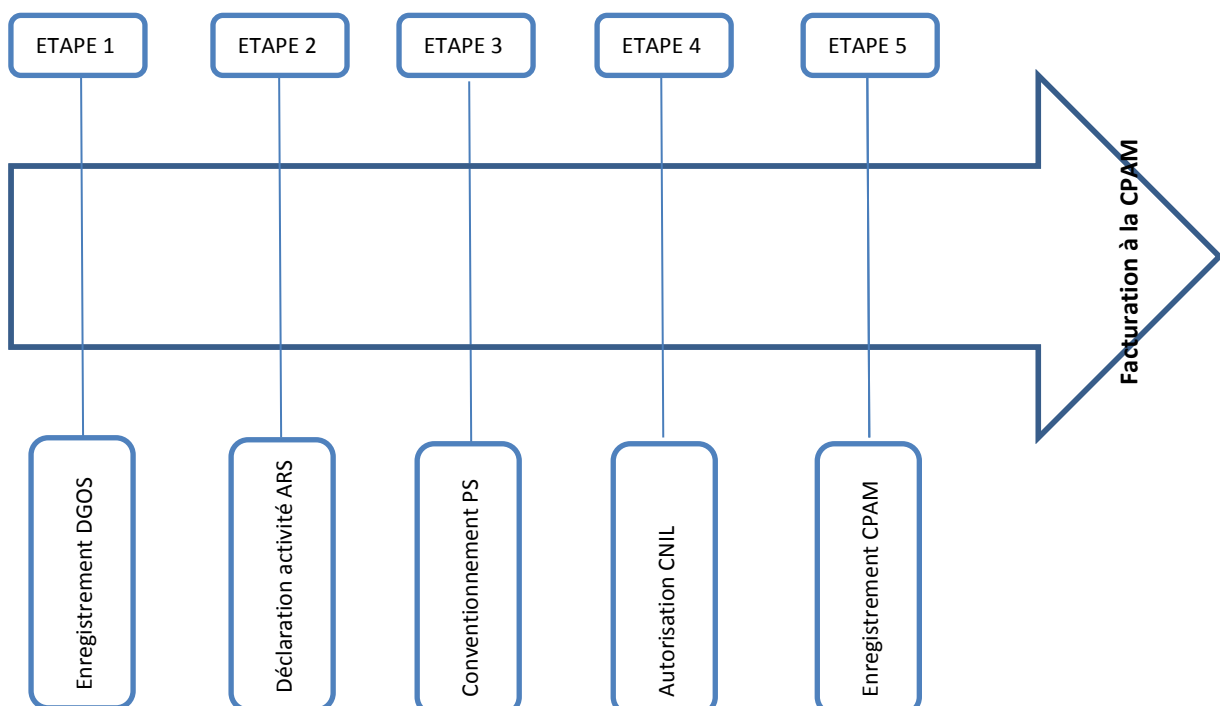 ETAPE 1
ETAPE 2
ETAPE 3
ETAPE 4
ETAPE 5
Facturation à la CPAM
Enregistrement DGOS
Déclaration activité ARS
Conventionnement PS
Autorisation CNIL
Enregistrement CPAM